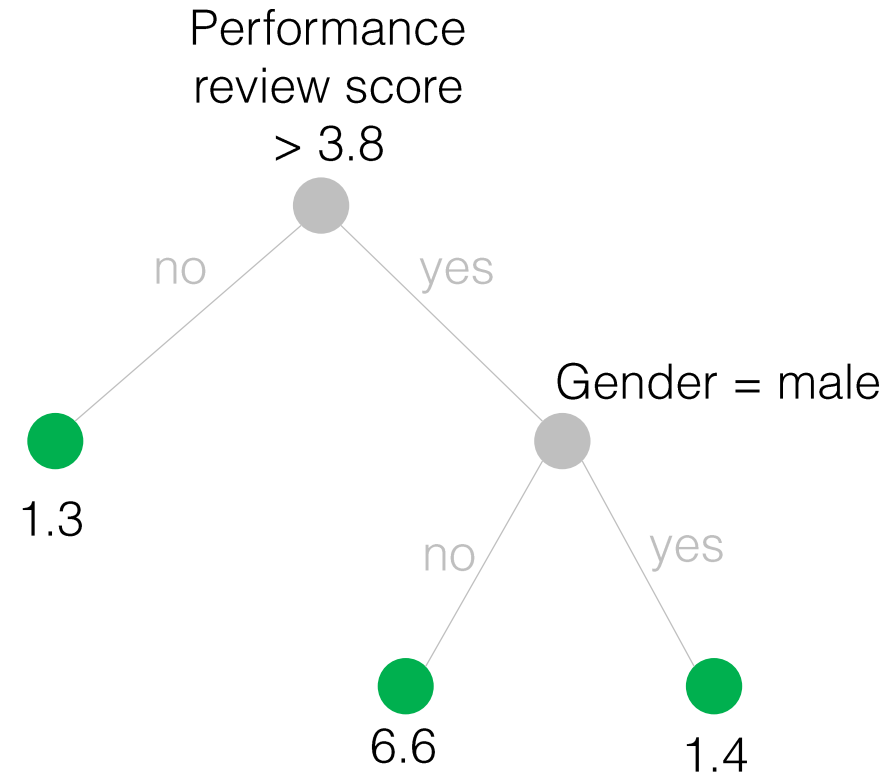 Performance
review score
> 3.8
no
yes
Gender = male
1.3
no
yes
6.6
1.4